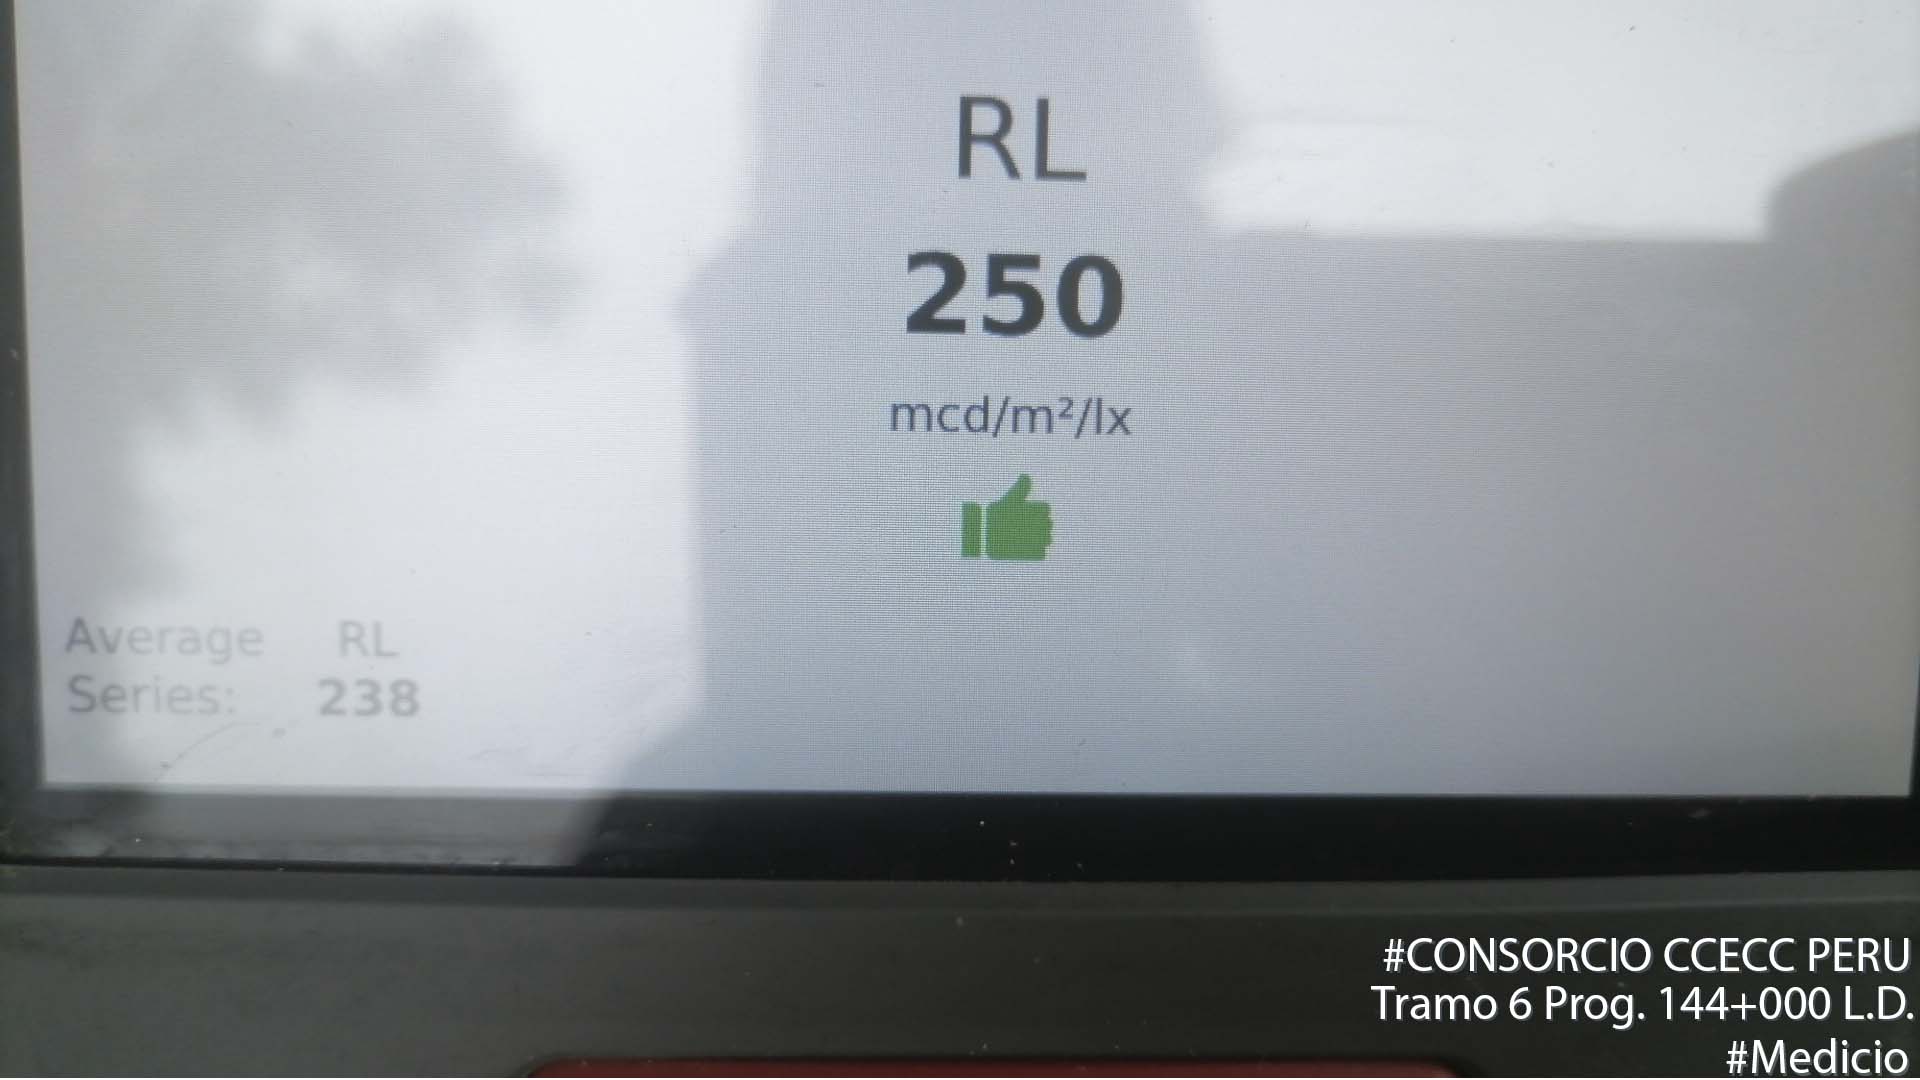 RL
250
mcd/m²/lx
Average RL
Series: 238
#CONSORCIO CCECC PERU
Tramo 6 Prog. 144+000 L.D.
#Medicio